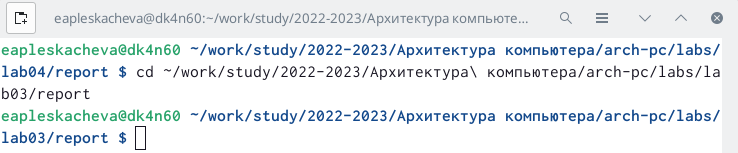 eapleskacheva@dk4n60:~/work/study/2022-2023/Архитектура компьюте...
eapleskacheva@dk4n60 ~/work/study/2022-2023/Архитектура компьютера/arch-pc/labs/
lab04/report $ cd ~/work/study/2022-2023/Архитектура\ компьютера/arch-pc/labs/la
b03/report
eapleskacheva@dk4n60 ~/work/study/2022-2023/Архитектура компьютера/arch-pc/labs/
lab03/report $